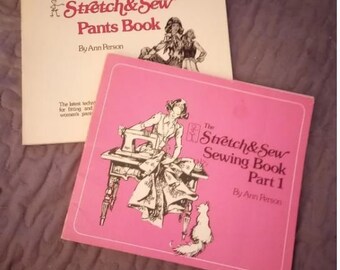 Stretch & Sew
Pants Book
By Ann Person
The latest techn
for fitting and
women's pan
The
Stretch & Sew
Sewing Book
Part 1
By Ann Person